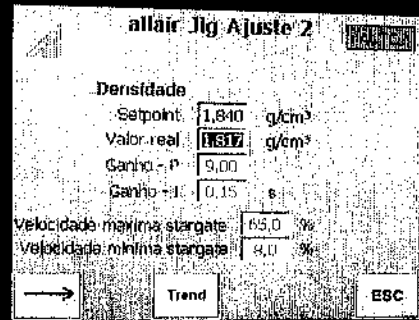 allair Jig Ajuste 2
Densidade
Setpoint 1,840 g/cm³
Valor real 1,817 g/cm³
Ganho - P 9,00
Ganho - I 0,15 s
Velocidade maxima stargate 65,0 %
Velocidade minima stargate 8,0 %
Trend ESC